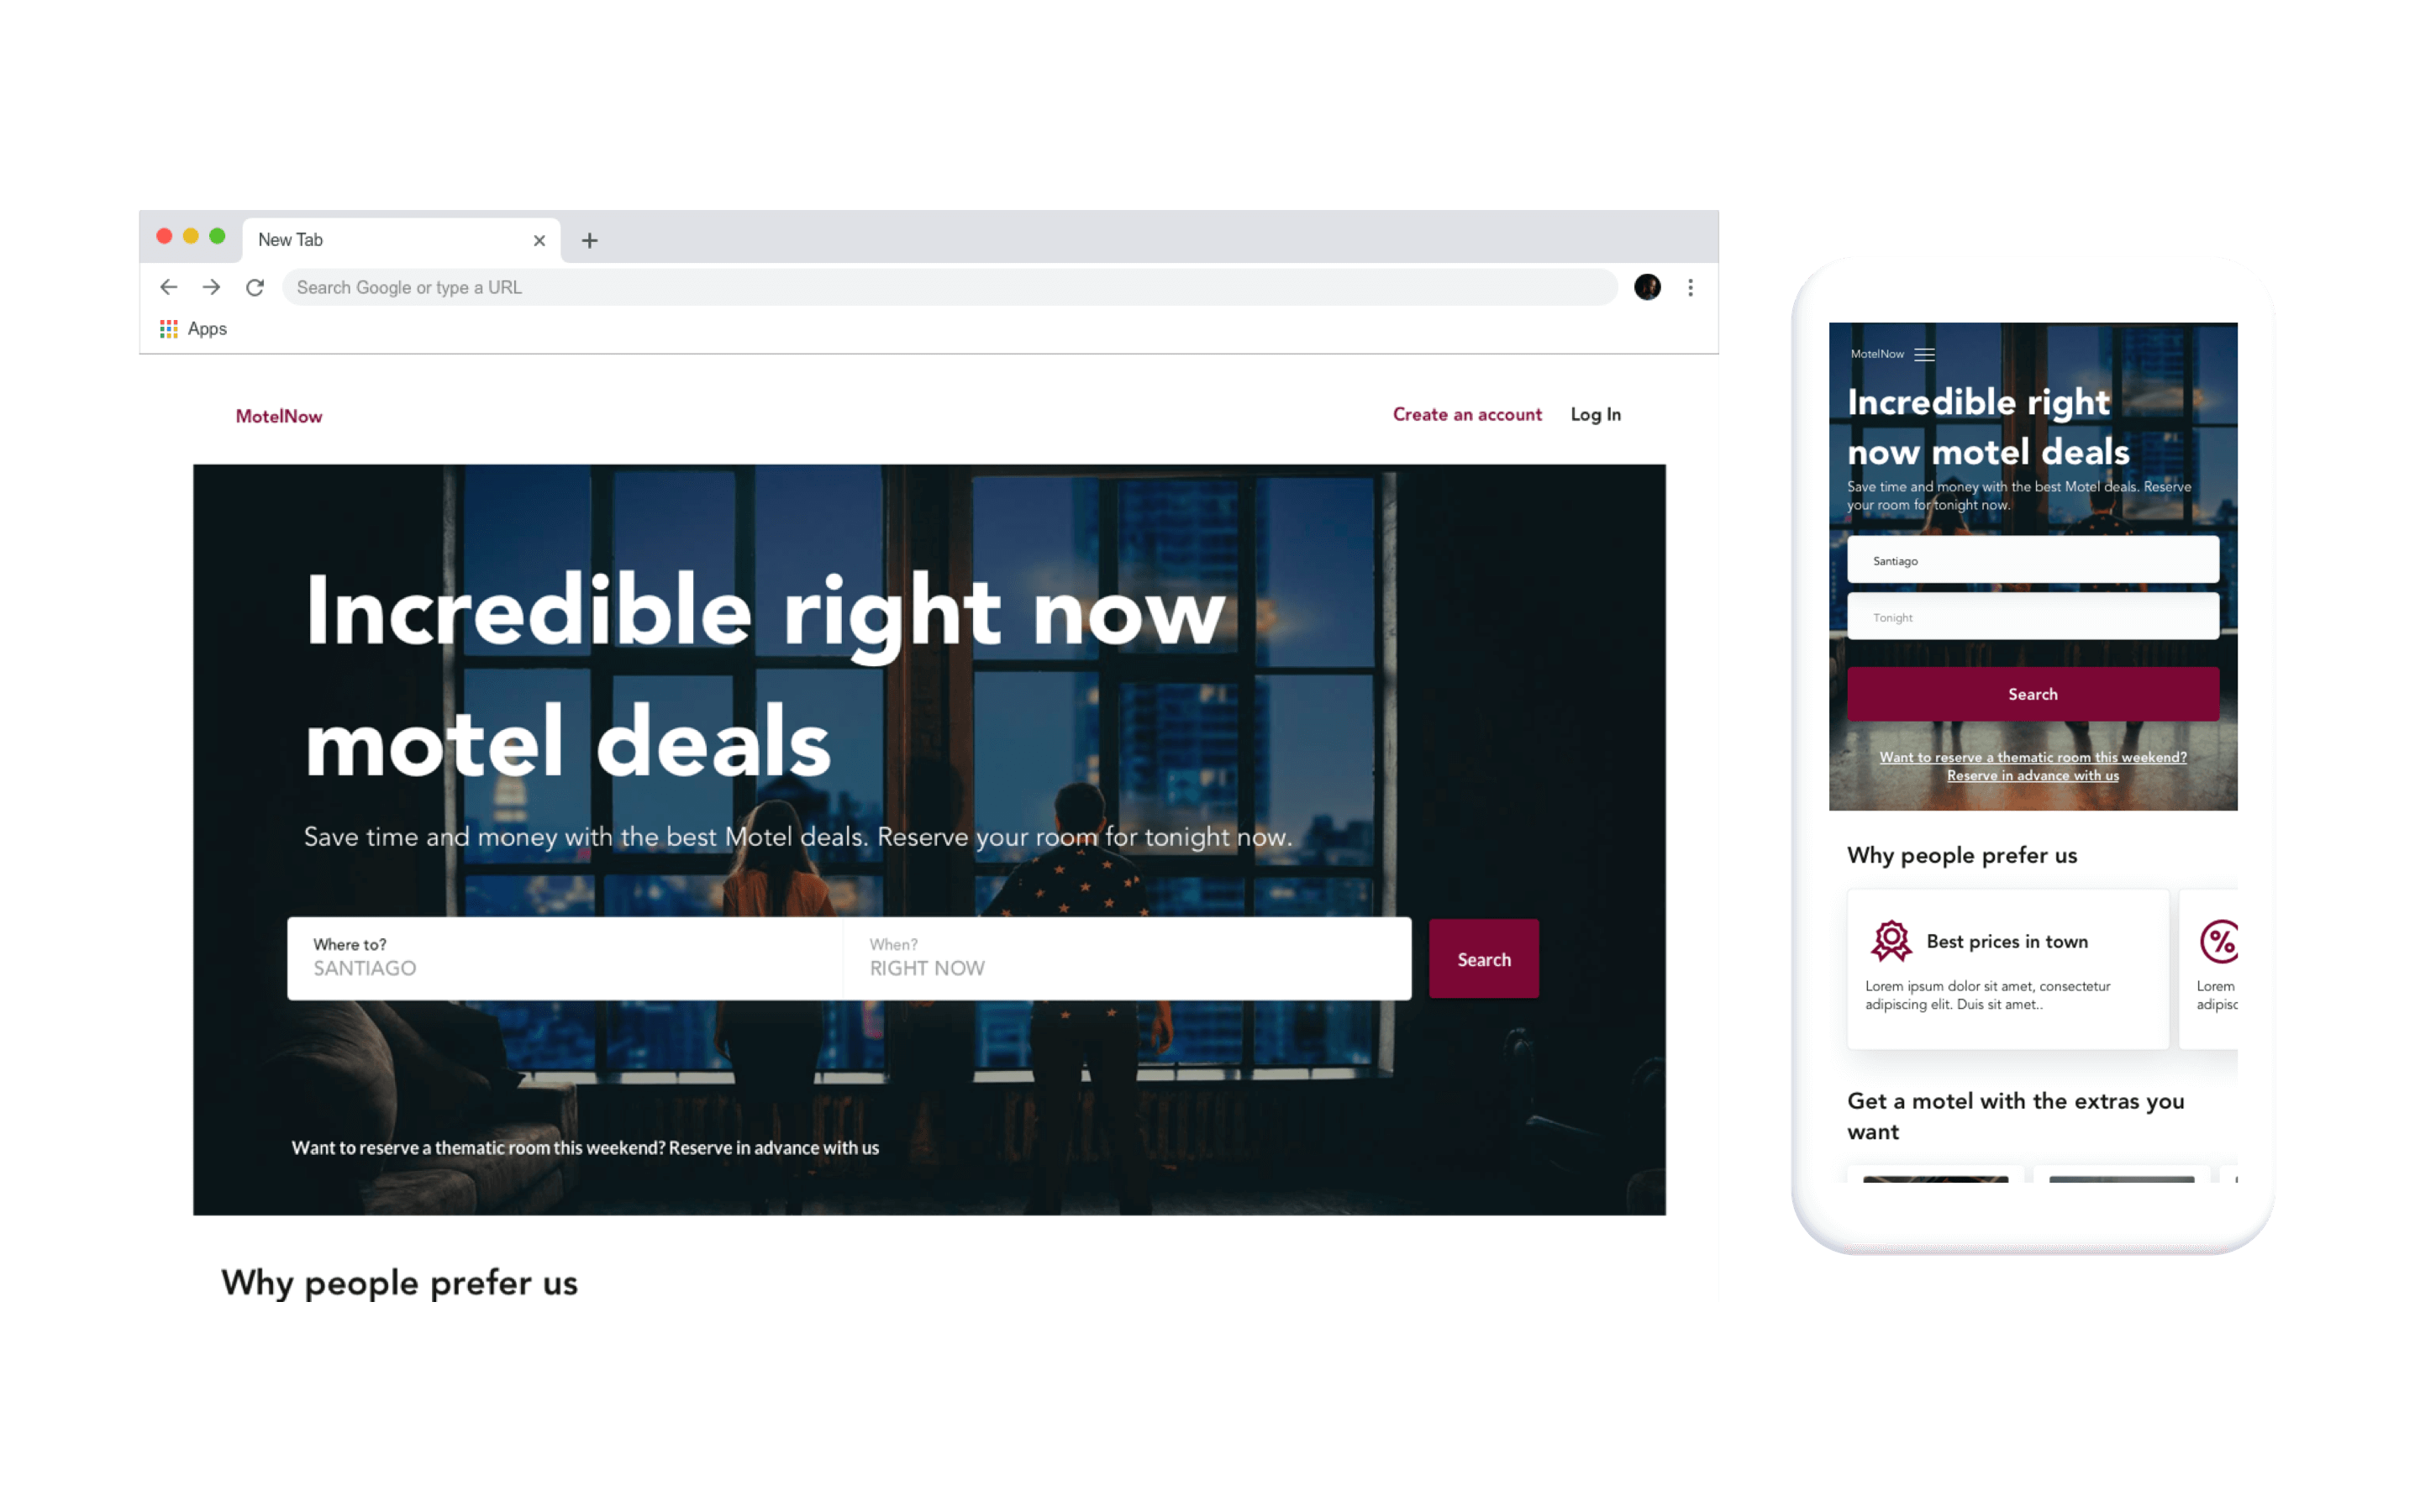 New Tab
Search Google or type a URL
Apps
MotelNow
Create an account
Log In
Incredible right now
motel deals
Save time and money with the best Motel deals. Reserve your room for tonight now.
Where to?
SANTIAGO
When?
RIGHT NOW
Search
Want to reserve a thematic room this weekend? Reserve in advance with us
Why people prefer us
MotelNow
Incredible right
now motel deals
Save time and money with the best Motel deals. Reserve
your room for tonight now.
Santiago
Tonight
Search
Want to reserve a thematic room this weekend?
Reserve in advance with us
Why people prefer us
Best prices in town
Lorem ipsum dolor sit amet, consectetur
adipiscing elit. Duis sit amet..
%
Lorem
adipisc
Get a motel with the extras you
want